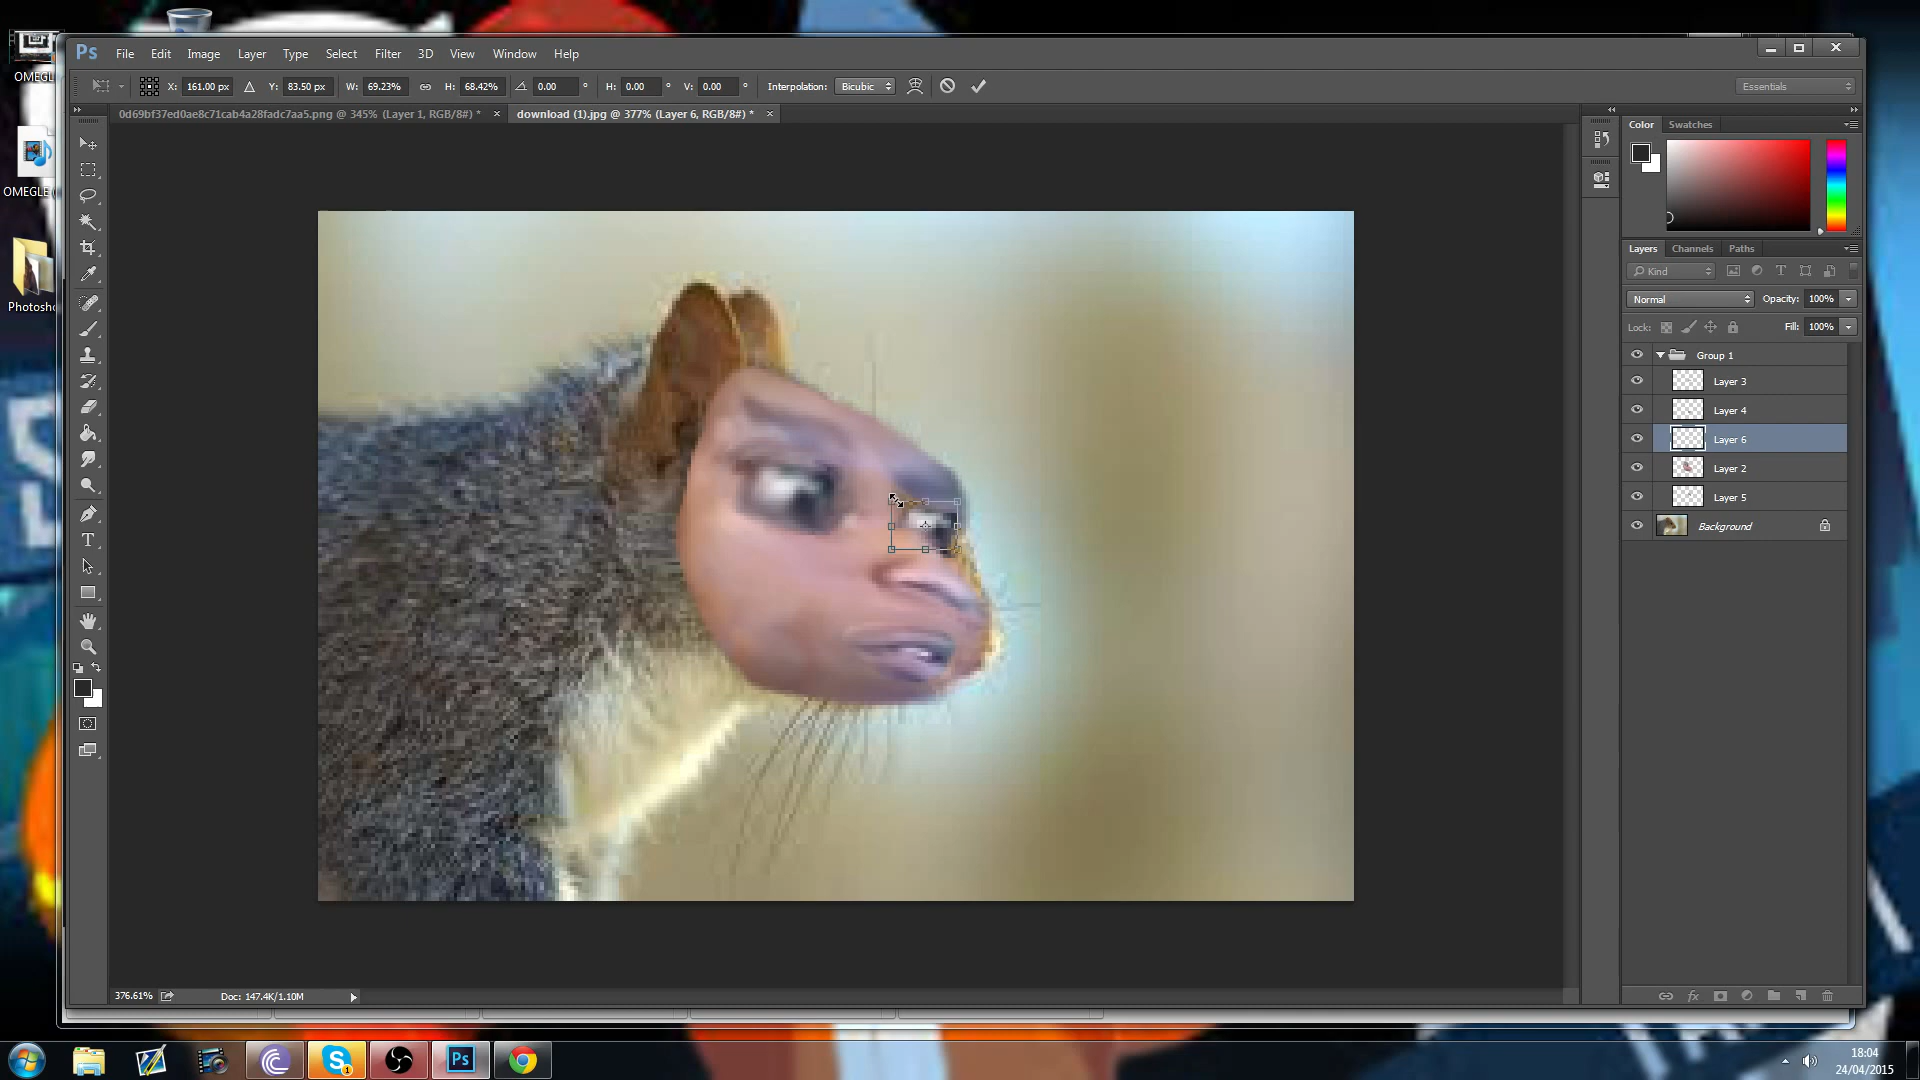 Ps File Edit Image Layer Type Select Filter 3D View Window Help
X: 161.00 px Y: 83.50 px W: 69.23% H: 68.42% 0.00 ° H: 0.00 ° V: 0.00 ° Interpolation: Bicubic Essentials
0d69bf37ed0ae8c71cab4a28fadc7aa5.png @ 345% (Layer 1, RGB/8#) * × download (1).jpg @ 377% (Layer 6, RGB/8#) * ×
OMEGLE
OMEGLE
Photosho
Color Swatches
Layers Channels Paths
Kind
Normal Opacity: 100%
Lock: Fill: 100%
Group 1
Layer 3
Layer 4
Layer 6
Layer 2
Layer 5
Background
376.61% Doc: 147.4K/1.10M
Ps
18:04
24/04/2015